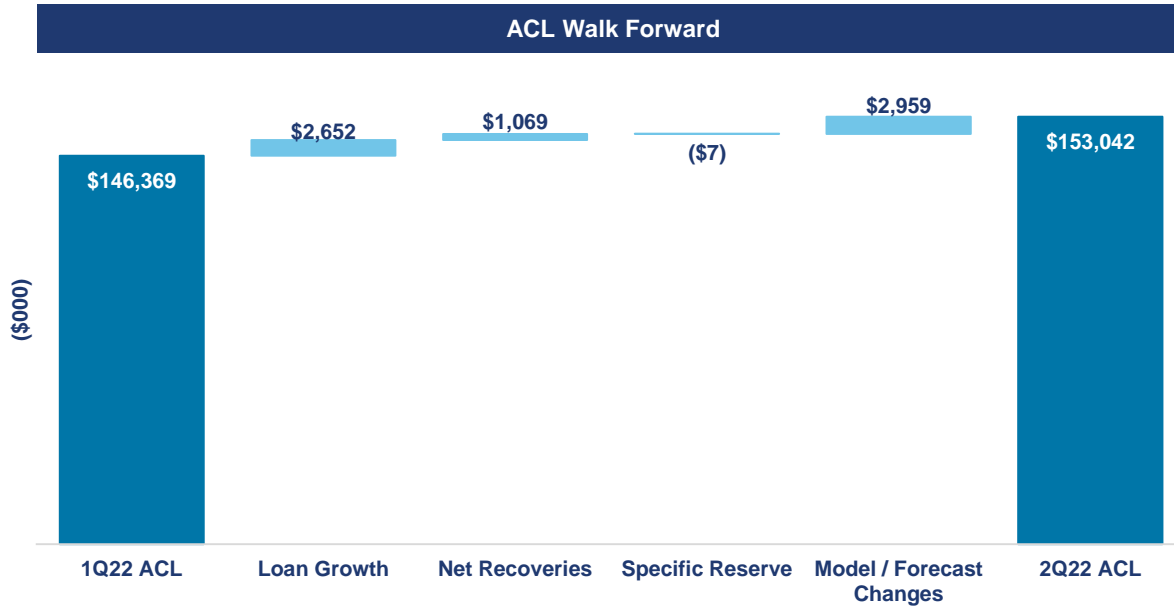 ACL Walk Forward
($000)
$146,369
$2,652
$1,069
($7)
$2,959
$153,042
1Q22 ACL
Loan Growth
Net Recoveries
Specific Reserve
Model / Forecast
Changes
2Q22 ACL